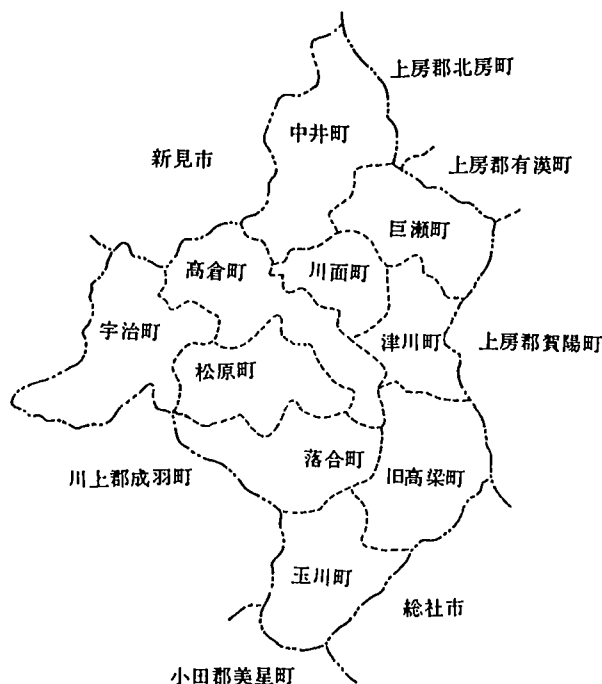 上房郡北房町
中井町
新見市
上房郡有漢町
巨瀬町
高倉町
川面町
宇治町
津川町
上房郡賀陽町
松原町
落合町
川上郡成羽町
旧高梁町
玉川町
総社市
小田郡美星町